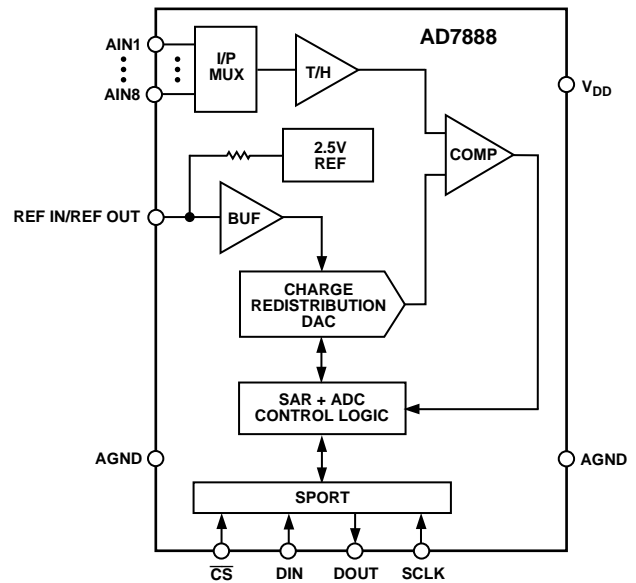 AD7888
AIN1
AIN8
I/P
MUX
T/H
V_DD
COMP
2.5V
REF
REF IN/REF OUT
BUF
CHARGE
REDISTRIBUTION
DAC
SAR + ADC
CONTROL LOGIC
AGND
AGND
SPORT
C̅S̅
DIN
DOUT
SCLK